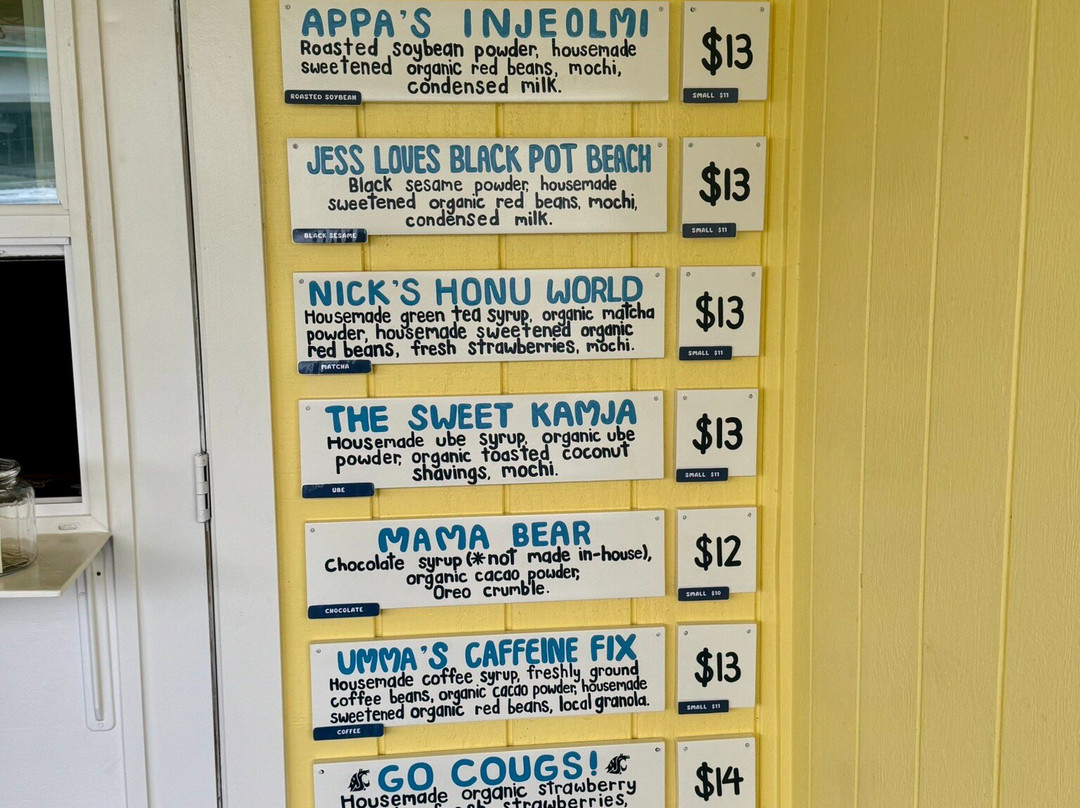 APPA'S INJEOLMI
Roasted soybean powder, housemade
sweetened organic red beans, mochi,
condensed milk.
ROASTED SOYBEAN
$13
SMALL $11
JESS LOVES BLACK POT BEACH
Black sesame powder, housemade
sweetened organic red beans, mochi,
condensed milk.
BLACK SESAME
$13
SMALL $11
NICK'S HONU WORLD
Housemade green tea syrup, organic matcha
powder, housemade sweetened organic
red beans, fresh strawberries, mochi.
MATCHA
$13
SMALL $11
THE SWEET KAMJA
Housemade ube syrup, organic ube
powder, organic toasted coconut
shavings, mochi.
UBE
$13
SMALL $11
MAMA BEAR
Chocolate syrup (*not made in-house),
organic cacao powder,
Oreo crumble.
CHOCOLATE
$12
SMALL $10
UMMA'S CAFFEINE FIX
Housemade coffee syrup, freshly ground
coffee beans, organic cacao powder, housemade
sweetened organic red beans, local granola.
COFFEE
$13
SMALL $11
GO COUGS!
Housemade organic strawberry
strawberries,
$14